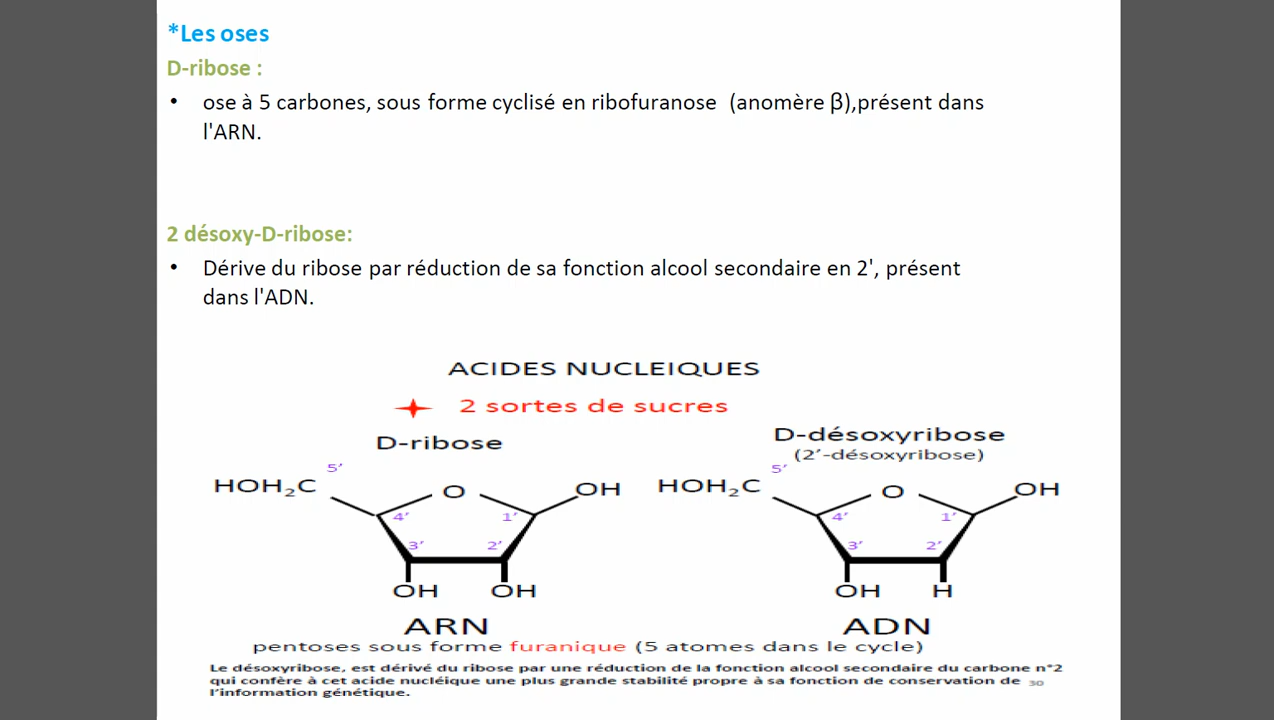 *Les oses
D-ribose :
• ose à 5 carbones, sous forme cyclisé en ribofuranose (anomère β),présent dans
l'ARN.
2 désoxy-D-ribose:
• Dérive du ribose par réduction de sa fonction alcool secondaire en 2', présent
dans l'ADN.
ACIDES NUCLEIQUES
2 sortes de sucres
D-ribose
D-désoxyribose
(2'-désoxyribose)
5'
5'
HOH₂C
O
OH
HOH₂C
O
OH
4'
1'
4'
1'
3'
2'
3'
2'
OH
OH
OH
H
ARN
ADN
pentoses sous forme furanique (5 atomes dans le cycle)
Le désoxyribose, est dérivé du ribose par une réduction de la fonction alcool secondaire du carbone n°2
qui confère à cet acide nucléique une plus grande stabilité propre à sa fonction de conservation de
30
l'information génétique.